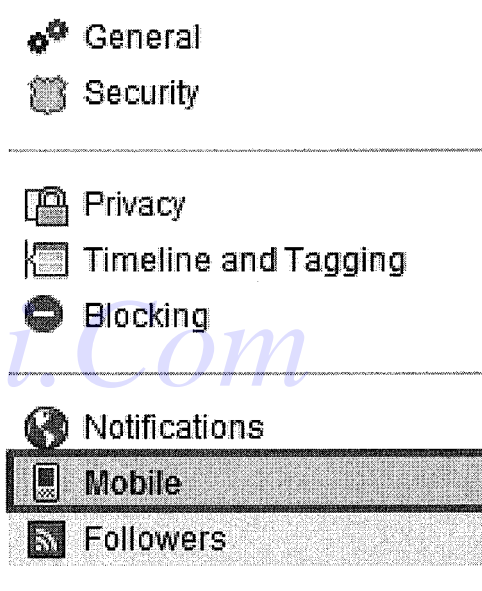 General
Security
Privacy
Timeline and Tagging
Blocking
i.Com
Notifications
Mobile
Followers